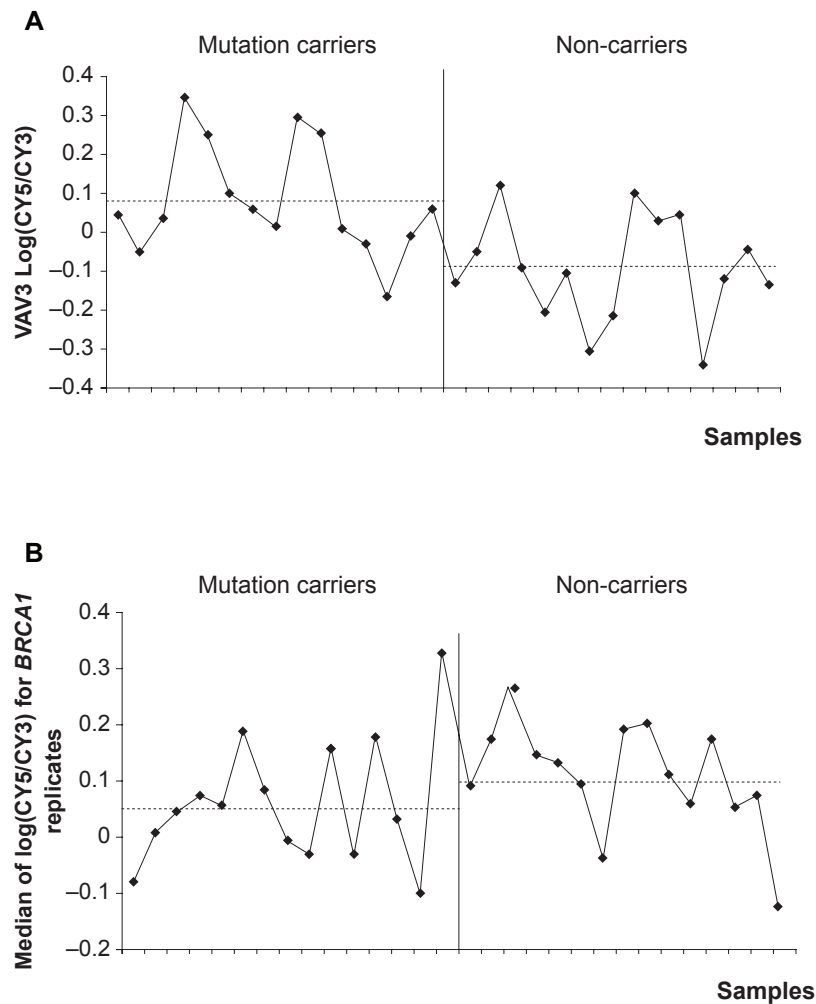 A
Mutation carriers
Non-carriers
VAV3 Log(CY5/CY3)
0.4
0.3
0.2
0.1
0
–0.1
–0.2
–0.3
–0.4
Samples
B
Mutation carriers
Non-carriers
Median of log(CY5/CY3) for BRCA1
replicates
0.4
0.3
0.2
0.1
0
–0.1
–0.2
Samples